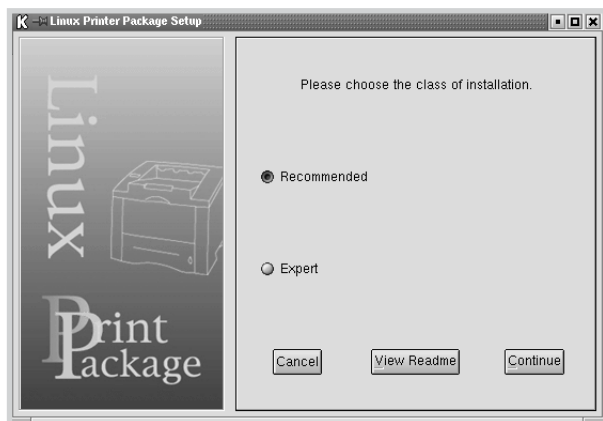 Linux Printer Package Setup
Linux
Print
Package
Please choose the class of installation.
Recommended
Expert
Cancel
View Readme
Continue